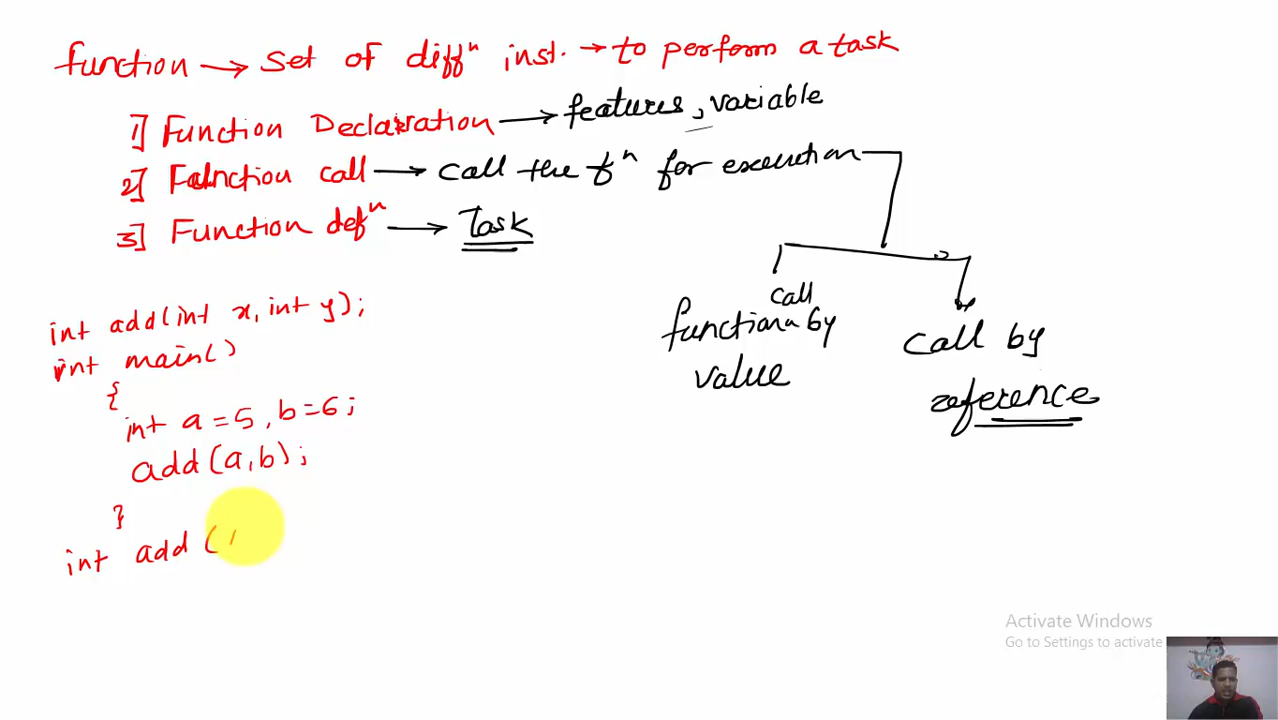 function → set of diffⁿ inst. → to perform a task
1] Function Declaration → features, variable
2] Function call → call the fⁿ for execution
3] Function defⁿ → Task
call
function by
value
call by
reference
int add(int x, int y);
int main()
{
int a = 5, b = 6;
add(a,b);
}
int add (
Activate Windows
Go to Settings to activate